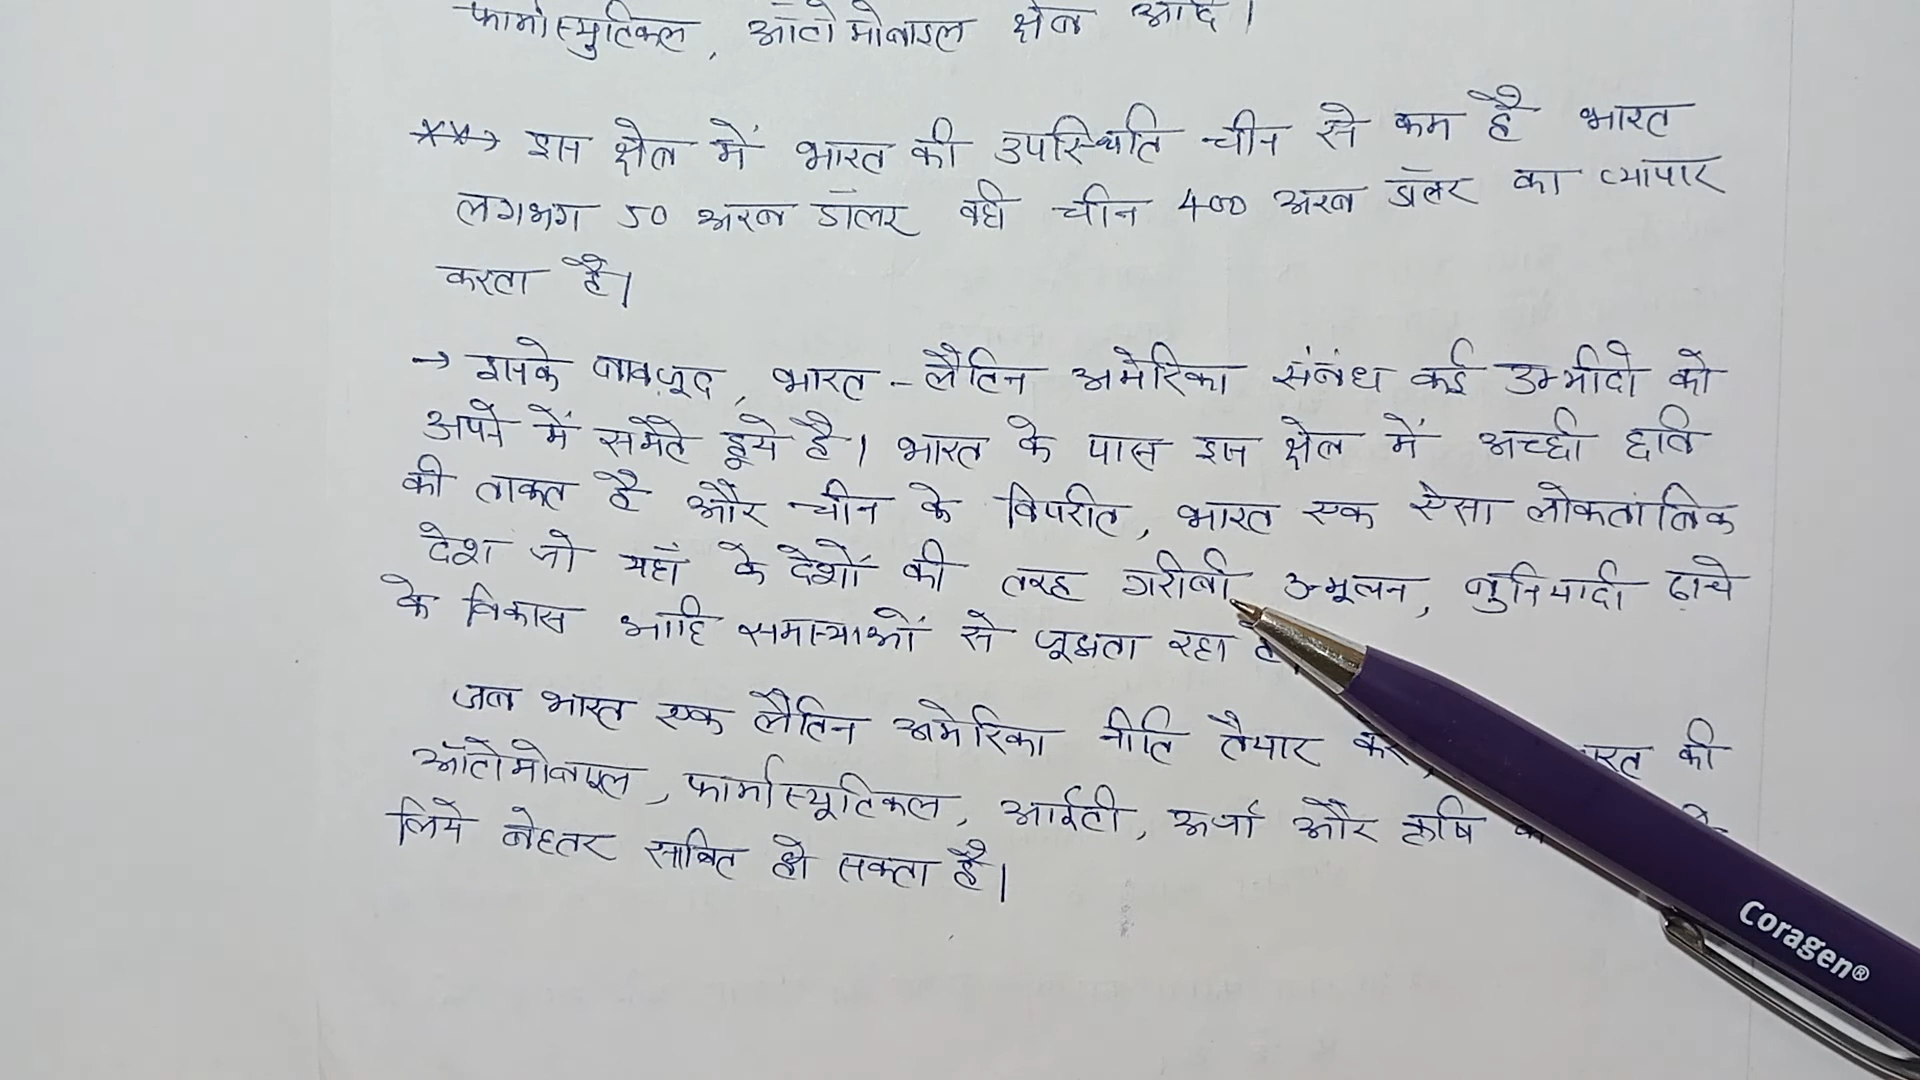 फार्मास्युटिकल, ऑटोमोबाइल क्षेत्र आदि।
**→ इस क्षेत्र में भारत की उपस्थिति चीन से कम है भारत
लगभग 50 अरब डॉलर वही चीन 400 अरब डॉलर का व्यापार
करता है।
→ इसके बावजूद, भारत - लैटिन अमेरिका संबंध कई उम्मीदो को
अपने में समेटे हूये है। भारत के पास इस क्षेत्र में अच्छी छवि
की ताकत है और चीन के विपरीत, भारत एक ऐसा लोकतांत्रिक
देश जो यहाँ के देशों की तरह गरीबी उन्मूलन, बुनियादी ढ़ाचे
के विकास आदि समास्याओं से जूझता रहा
जब भारत एक लैटिन अमेरिका नीति तैयार की
ऑटोमोबाइल, फार्मास्यूटिकल, आईटी, ऊर्जा और कृषि
लिये बेहतर साबित हो सकता है।
Coragen®